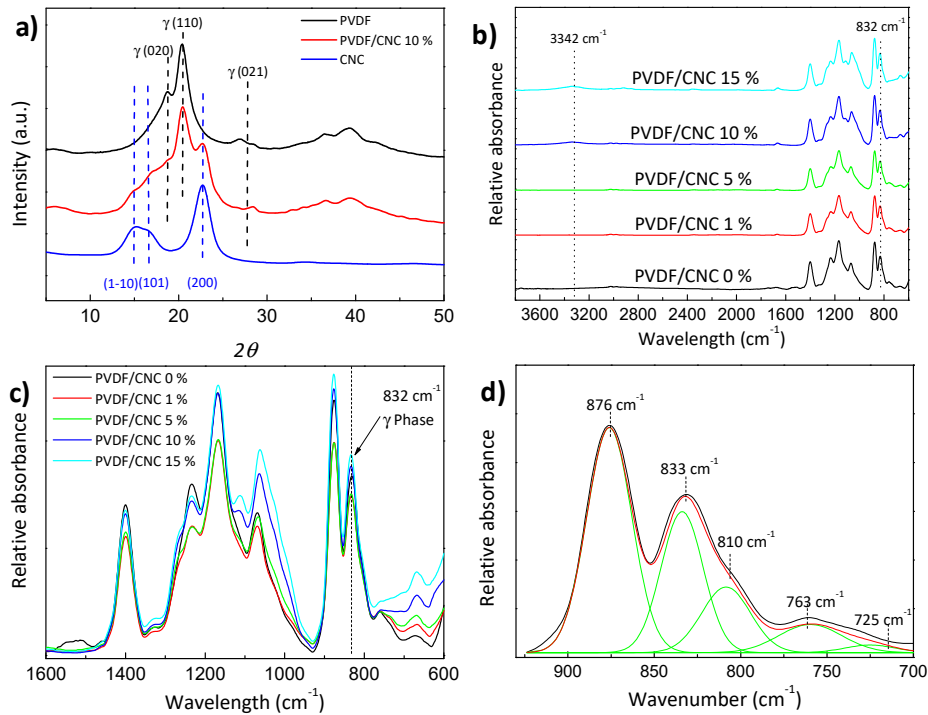 a)
γ (110)
γ (020)
γ (021)
PVDF
PVDF/CNC 10 %
CNC
(1-10)
(101)
(200)
Intensity (a.u.)
5 10 15 20 25 30 35 40 45 50
2θ
b)
3342 cm-1
832 cm-1
PVDF/CNC 15 %
PVDF/CNC 10 %
PVDF/CNC 5 %
PVDF/CNC 1 %
PVDF/CNC 0 %
Relative absorbance
3600 3200 2800 2400 2000 1600 1200 800
Wavelength (cm-1)
c)
PVDF/CNC 0 %
PVDF/CNC 1 %
PVDF/CNC 5 %
PVDF/CNC 10 %
PVDF/CNC 15 %
832 cm-1
γ Phase
Relative absorbance
1600 1400 1200 1000 800 600
Wavelength (cm-1)
d)
876 cm-1
833 cm-1
810 cm-1
763 cm-1
725 cm-1
Relative absorbance
900 850 800 750 700
Wavenumber (cm-1)